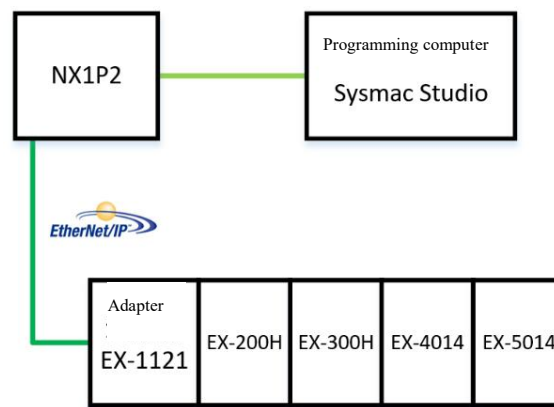 NX1P2
Programming computer
Sysmac Studio
EtherNet/IP
Adapter
EX-1121
EX-200H
EX-300H
EX-4014
EX-5014